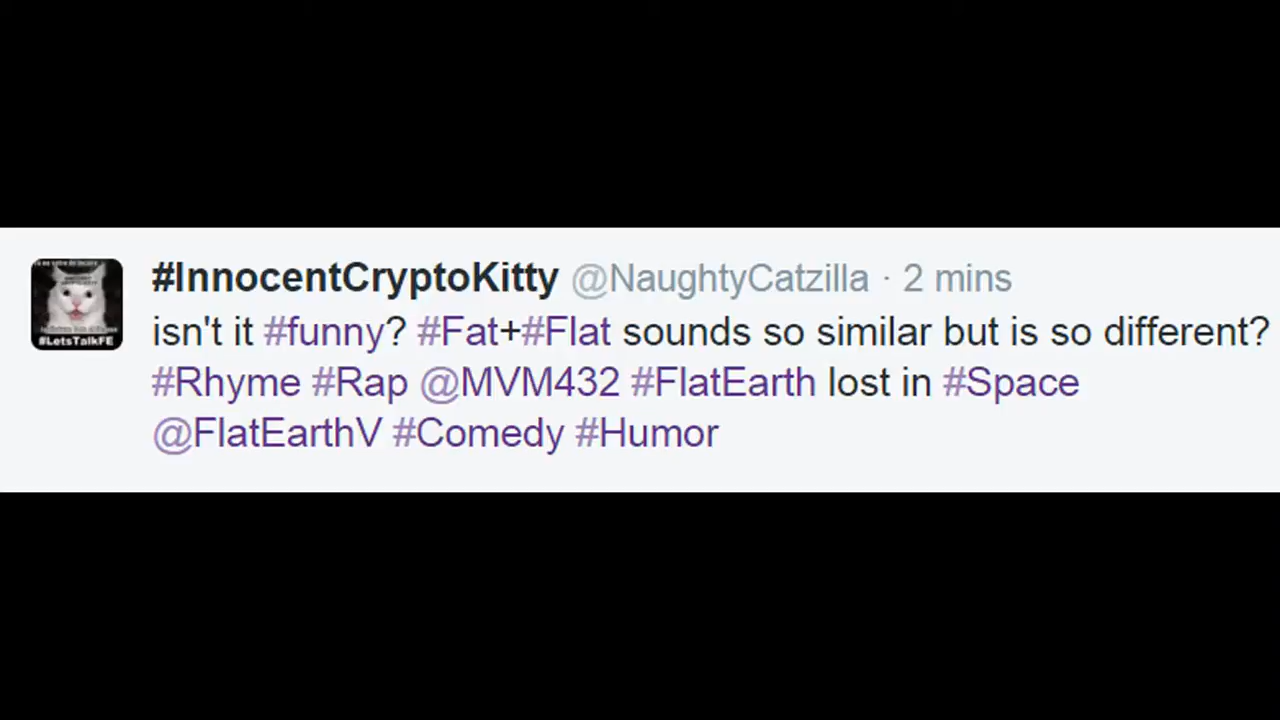 #InnocentCryptoKitty @NaughtyCatzilla · 2 mins
isn't it #funny? #Fat+#Flat sounds so similar but is so different?
#Rhyme #Rap @MVM432 #FlatEarth lost in #Space
@FlatEarthV #Comedy #Humor
#LetsTalkFE